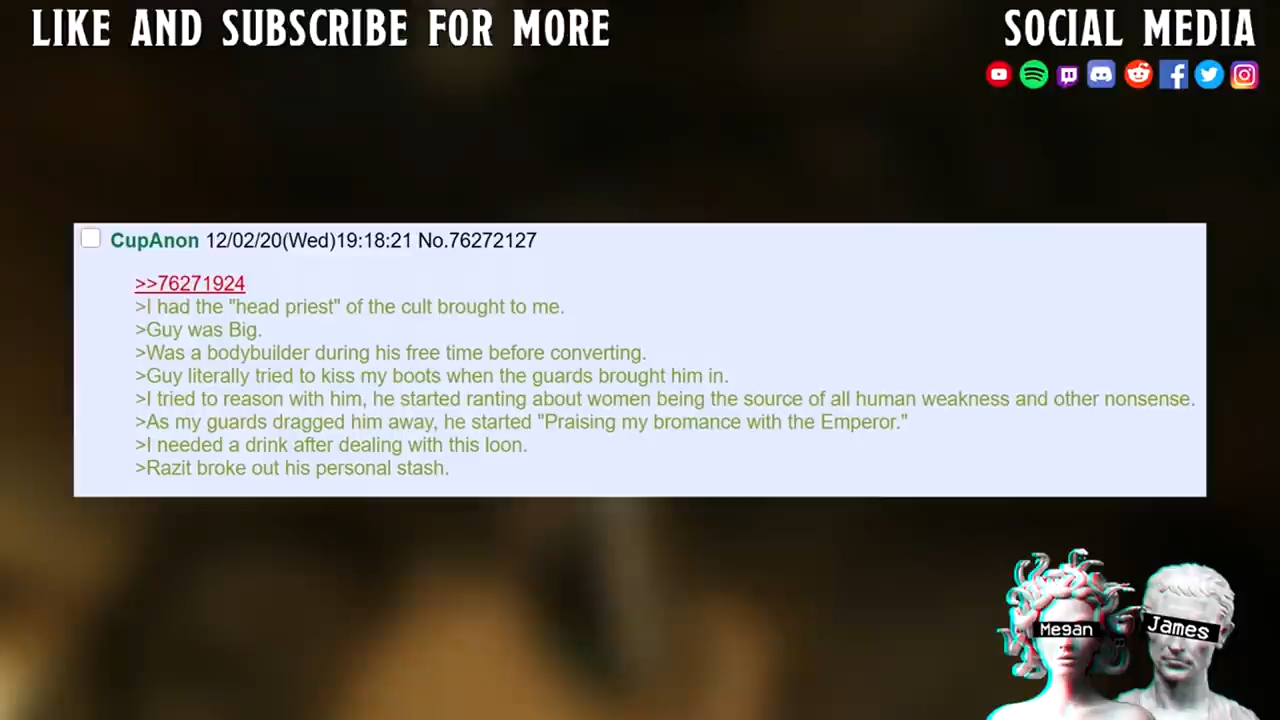 LIKE AND SUBSCRIBE FOR MORE
SOCIAL MEDIA
CupAnon 12/02/20(Wed)19:18:21 No.76272127
>>76271924
>I had the "head priest" of the cult brought to me.
>Guy was Big.
>Was a bodybuilder during his free time before converting.
>Guy literally tried to kiss my boots when the guards brought him in.
>I tried to reason with him, he started ranting about women being the source of all human weakness and other nonsense.
>As my guards dragged him away, he started "Praising my bromance with the Emperor."
>I needed a drink after dealing with this loon.
>Razit broke out his personal stash.
Megan
James